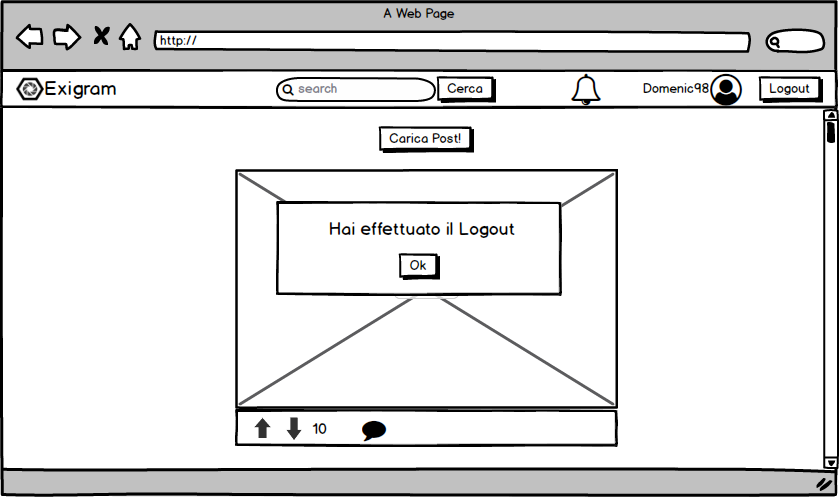 A Web Page
http://
Exigram
search
Cerca
Domenic98
Logout
Carica Post!
Hai effettuato il Logout
Ok
10